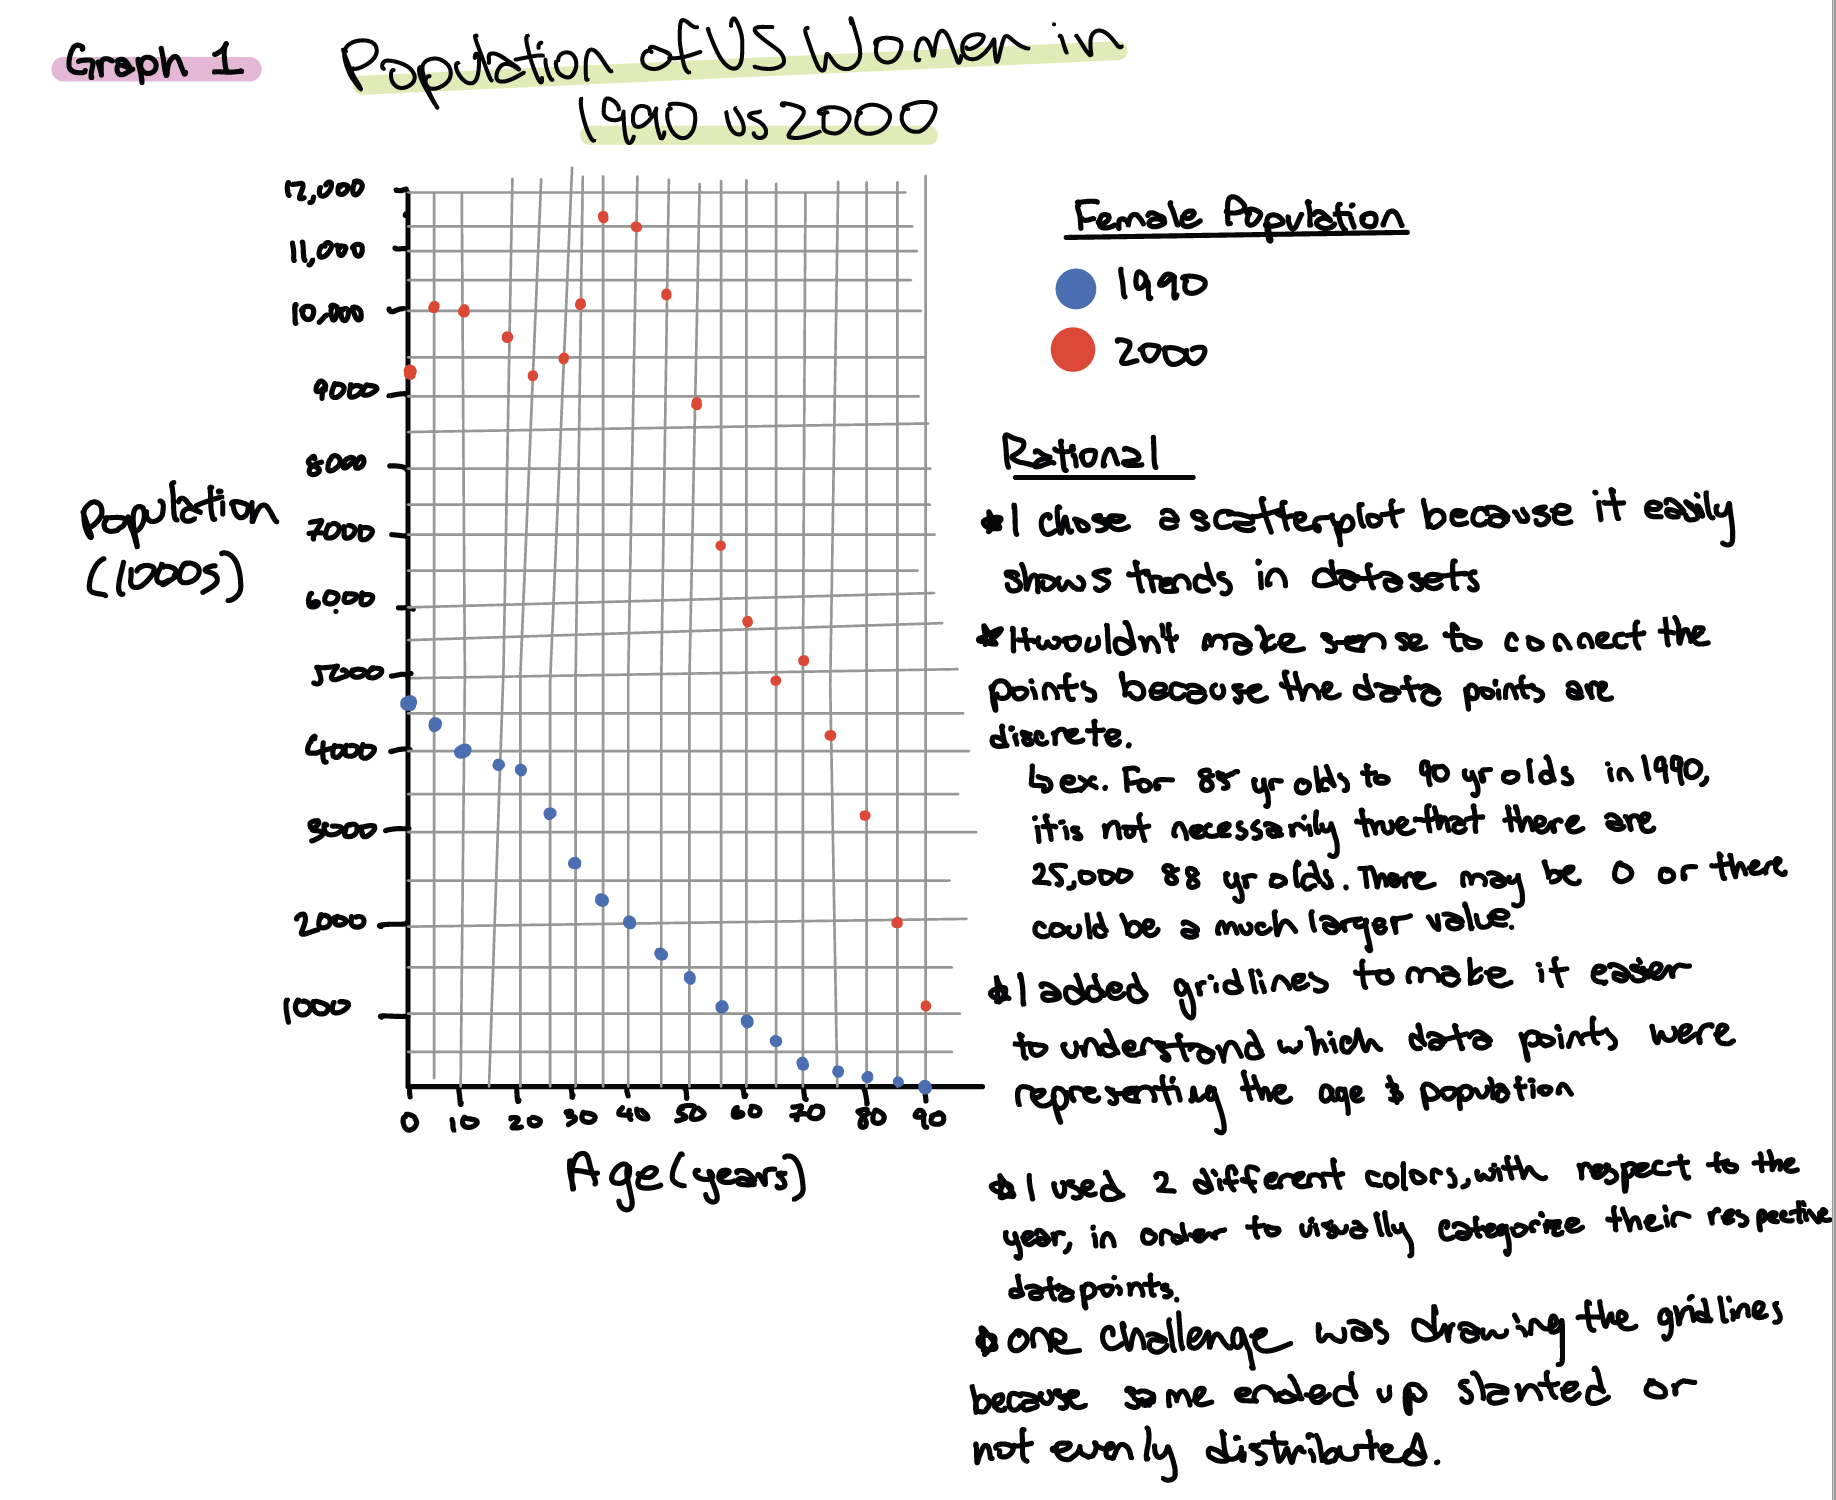 Graph 1
Population of US Women in
1990 vs 2000
12,000
11,000
10,000
9000
8000
7000
6000
5000
4000
3000
2000
1000
Population
(1000s)
0 10 20 30 40 50 60 70 80 90
Age (years)
Female Population
1990
2000
Rational
* I chose a scatterplot because it easily
shows trends in datasets
* It wouldn't make sense to connect the
points because the data points are
discrete.
↳ ex. For 85 yr olds to 90 yr olds in 1990,
it is not necessarily true that there are
25,000 88 yr olds. There may be 0 or there
could be a much larger value.
* I added gridlines to make it easier
to understand which data points were
representing the age & population
* I used 2 different colors, with respect to the
year, in order to visually categorize their respective
data points.
* one challenge was drawing the gridlines
because some ended up slanted or
not evenly distributed.